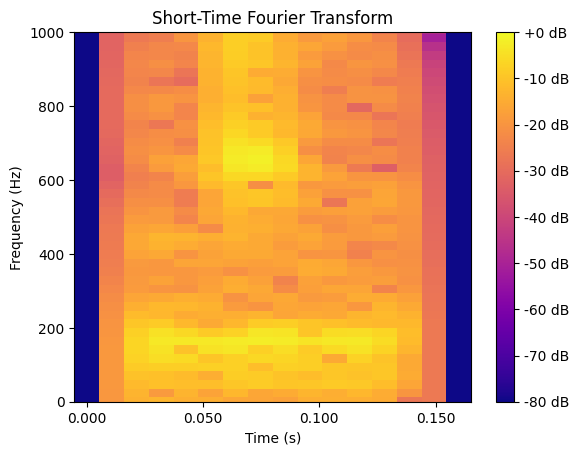 Short-Time Fourier Transform
Frequency (Hz)
1000
800
600
400
200
0
0.000 0.050 0.100 0.150
Time (s)
+0 dB
-10 dB
-20 dB
-30 dB
-40 dB
-50 dB
-60 dB
-70 dB
-80 dB